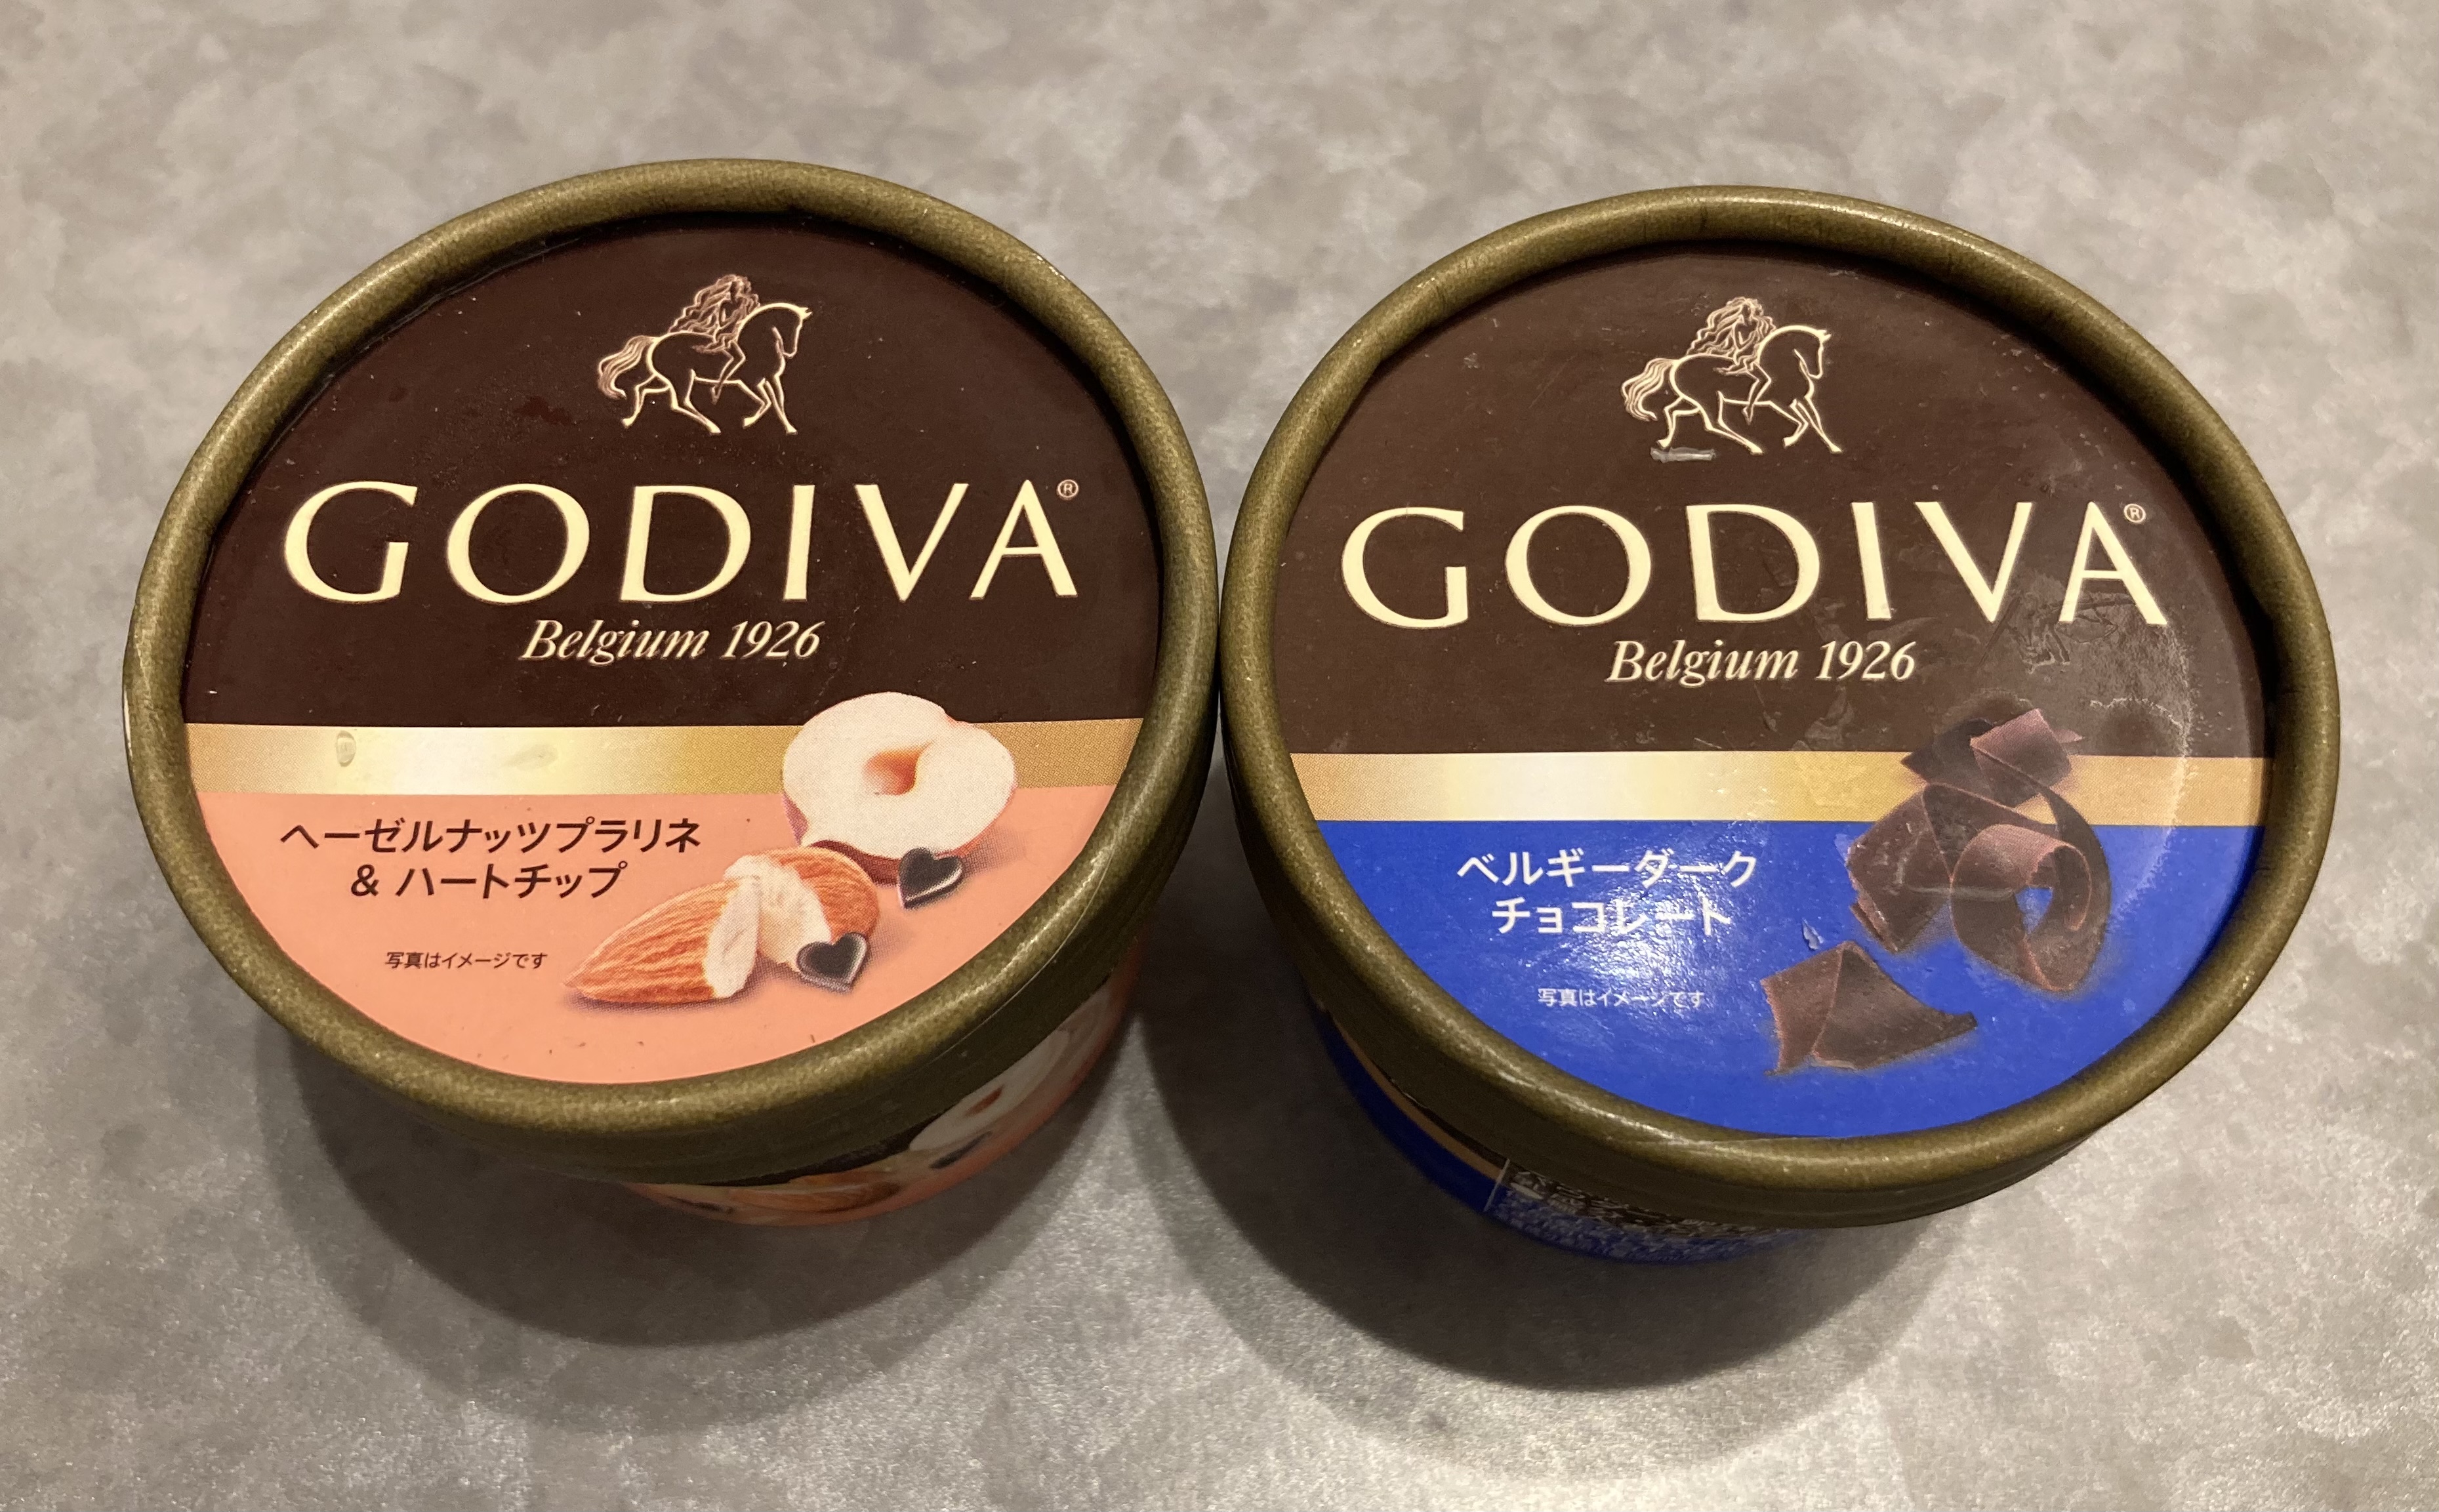 GODIVA®
Belgium 1926
ヘーゼルナッツプラリネ
& ハートチップ
写真はイメージです
GODIVA®
Belgium 1926
ベルギーダーク
チョコレート
写真はイメージです